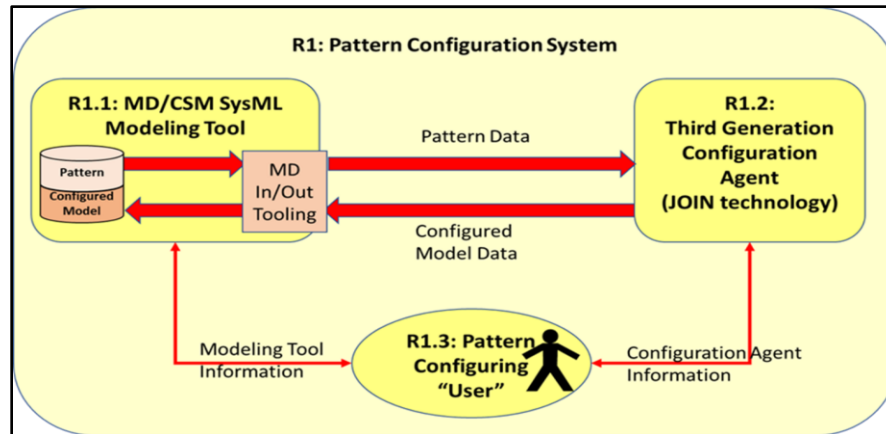 R1: Pattern Configuration System
R1.1: MD/CSM SysML
Modeling Tool
Pattern
Configured
Model
MD
In/Out
Tooling
Pattern Data
Configured
Model Data
R1.2:
Third Generation
Configuration
Agent
(JOIN technology)
Modeling Tool
Information
R1.3: Pattern
Configuring
“User”
Configuration Agent
Information